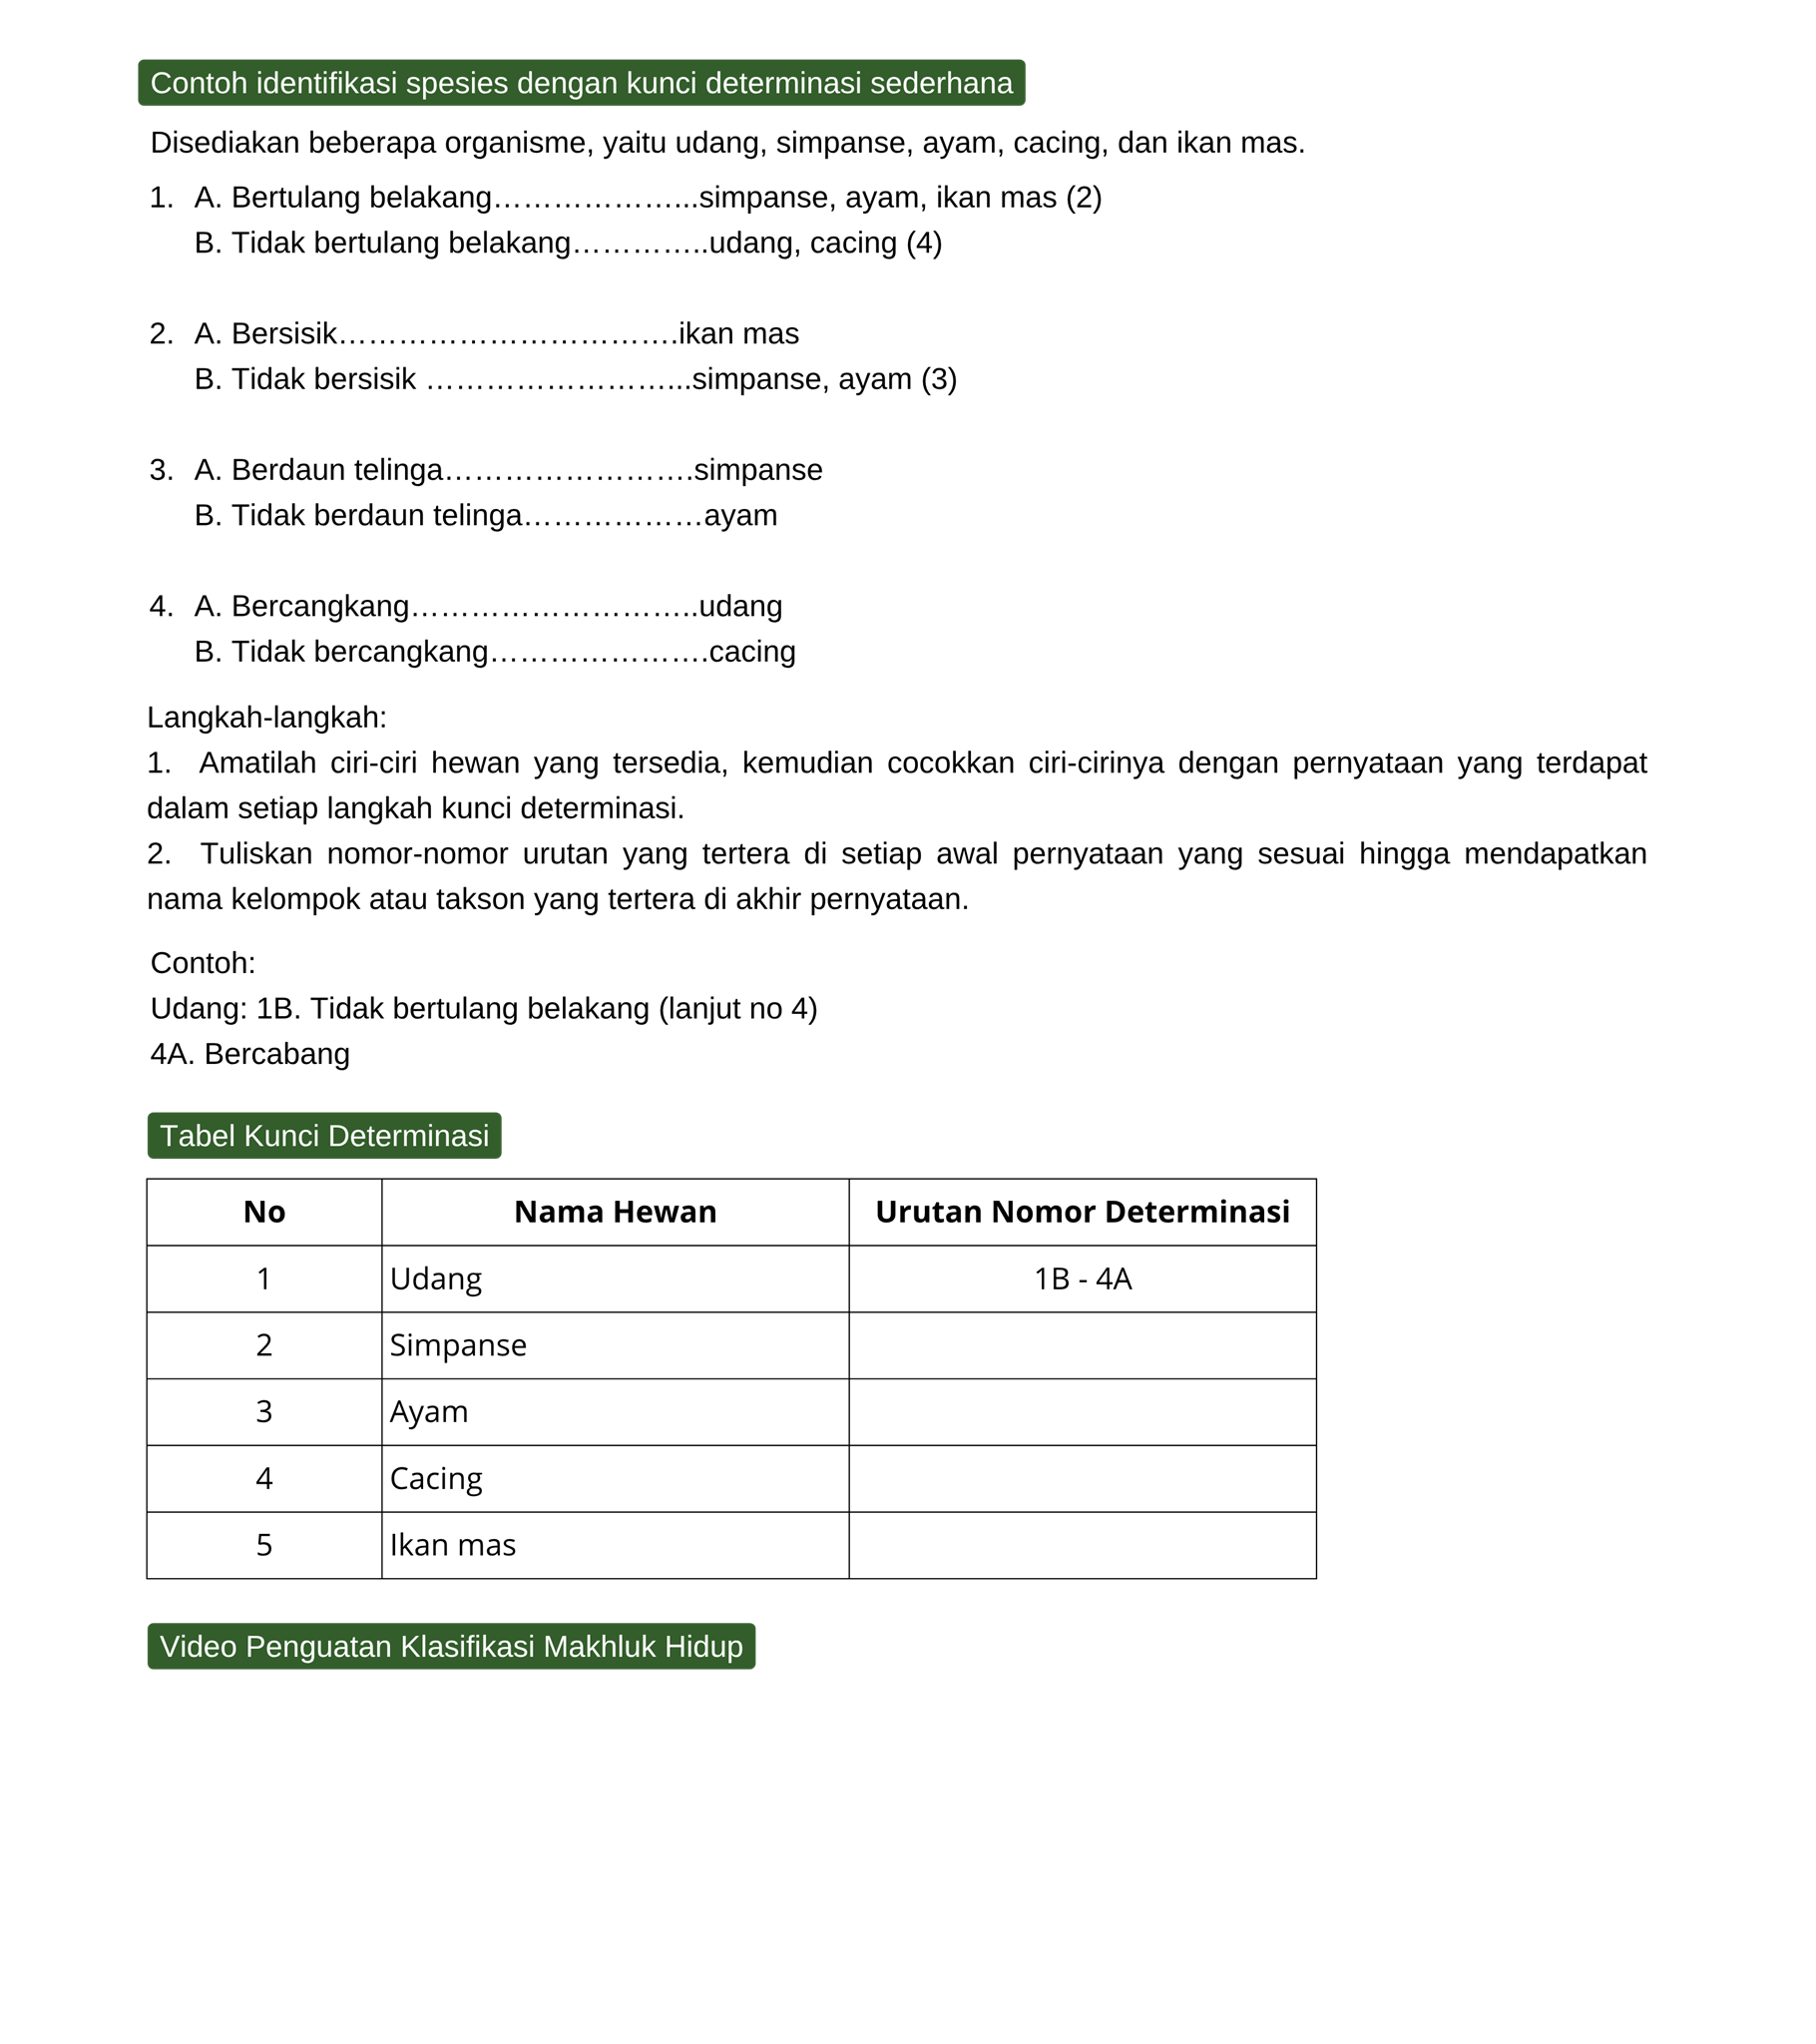 Contoh identifikasi spesies dengan kunci determinasi sederhana
Disediakan beberapa organisme, yaitu udang, simpanse, ayam, cacing, dan ikan mas.
1. A. Bertulang belakang………………...simpanse, ayam, ikan mas (2)
B. Tidak bertulang belakang…………..udang, cacing (4)
2. A. Bersisik…………………………….ikan mas
B. Tidak bersisik ……………………...simpanse, ayam (3)
3. A. Berdaun telinga…………………….simpanse
B. Tidak berdaun telinga………………ayam
4. A. Bercangkang………………………..udang
B. Tidak bercangkang………………….cacing
Langkah-langkah:
1. Amatilah ciri-ciri hewan yang tersedia, kemudian cocokkan ciri-cirinya dengan pernyataan yang terdapat
dalam setiap langkah kunci determinasi.
2. Tuliskan nomor-nomor urutan yang tertera di setiap awal pernyataan yang sesuai hingga mendapatkan
nama kelompok atau takson yang tertera di akhir pernyataan.
Contoh:
Udang: 1B. Tidak bertulang belakang (lanjut no 4)
4A. Bercabang
Tabel Kunci Determinasi
No Nama Hewan Urutan Nomor Determinasi
1 Udang 1B - 4A
2 Simpanse
3 Ayam
4 Cacing
5 Ikan mas
Video Penguatan Klasifikasi Makhluk Hidup